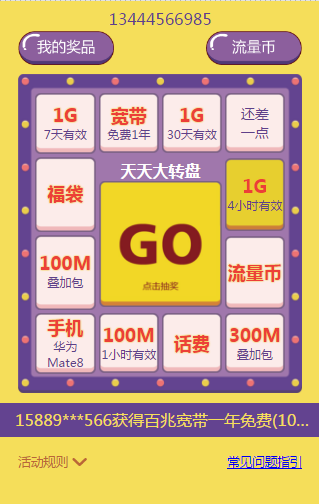 13444566985
我的奖品
流量币
1G
7天有效
宽带
免费1年
1G
30天有效
还差
一点
福袋
天天大转盘
1G
4小时有效
GO
点击抽奖
100M
叠加包
流量币
手机
华为
Mate8
100M
1小时有效
话费
300M
叠加包
15889***566获得百兆宽带一年免费(10...
活动规则
常见问题指引